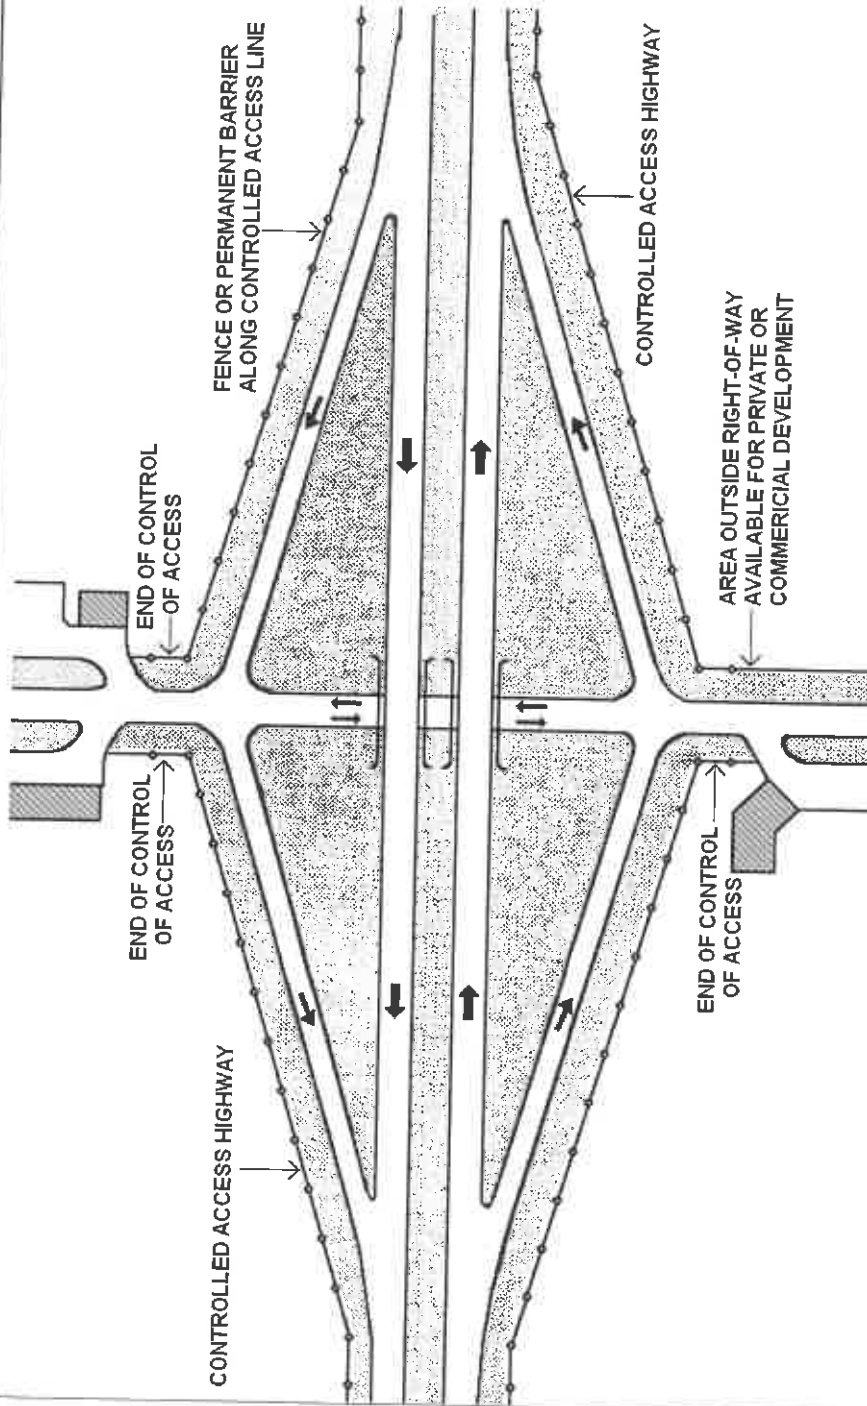 FENCE OR PERMANENT BARRIER
ALONG CONTROLLED ACCESS LINE
END OF CONTROL
OF ACCESS
END OF CONTROL
OF ACCESS
CONTROLLED ACCESS HIGHWAY
CONTROLLED ACCESS HIGHWAY
AREA OUTSIDE RIGHT-OF-WAY
AVAILABLE FOR PRIVATE OR
COMMERICIAL DEVELOPMENT
END OF CONTROL
OF ACCESS